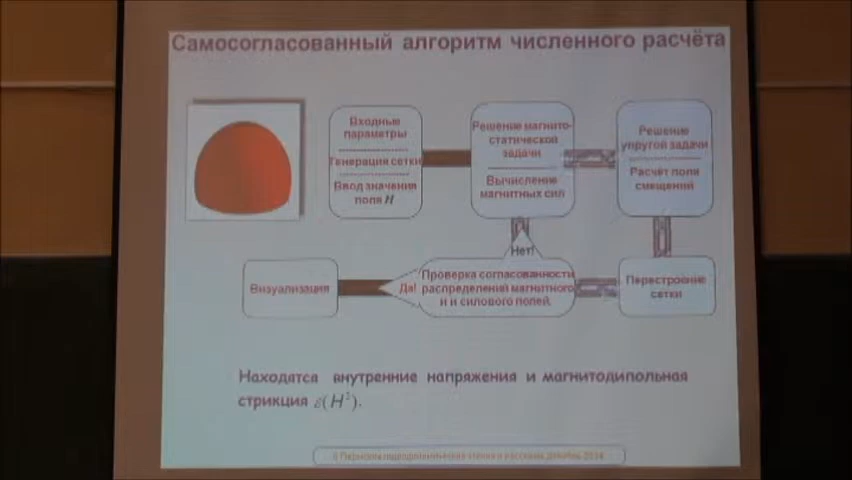 Самосогласованный алгоритм численного расчёта
Входные
параметры
Генерация сетки
Ввод значения
поля H
Решение магнито-
статической
задачи
Вычисление
магнитных сил
Решение
упругой задачи
Расчёт поля
смещений
Визуализация
Да!
Нет!
Проверка согласованности
распределений магнитного
и и силового полей.
Перестроение
сетки
Находятся внутренние напряжения и магнитодипольная
стрикция ε(H²).